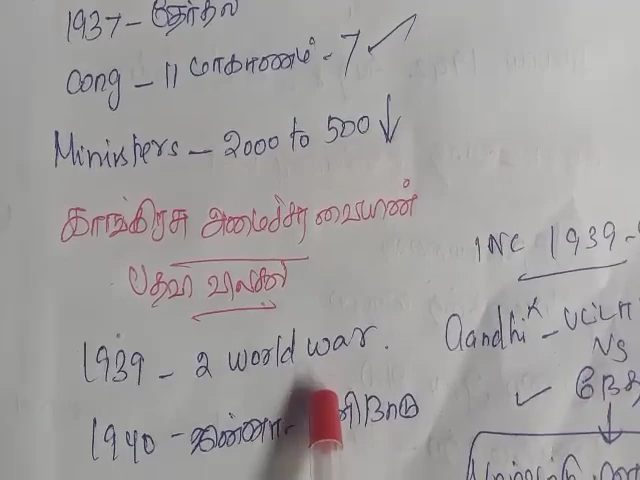 1937 - தேர்தல்
Cong - 11 மாகாணம் - 7
Ministers - 2000 to 500
காங்கிரசு அமைச்சரவையின்
பதவி விலகல்
1939 - 2 world war.
1940 - ஜின்னா -
INC 1939 -
Gandhi -
NS